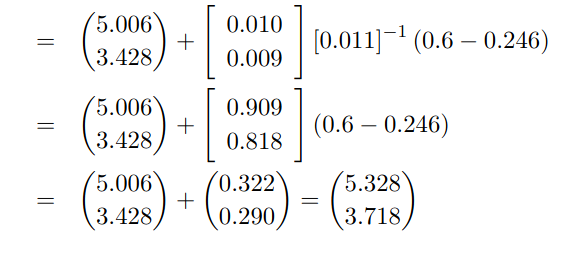 = (5.006 3.428) + [0.010 0.009] [0.011]⁻¹ (0.6 − 0.246)
= (5.006 3.428) + [0.909 0.818] (0.6 − 0.246)
= (5.006 3.428) + (0.322 0.290) = (5.328 3.718)